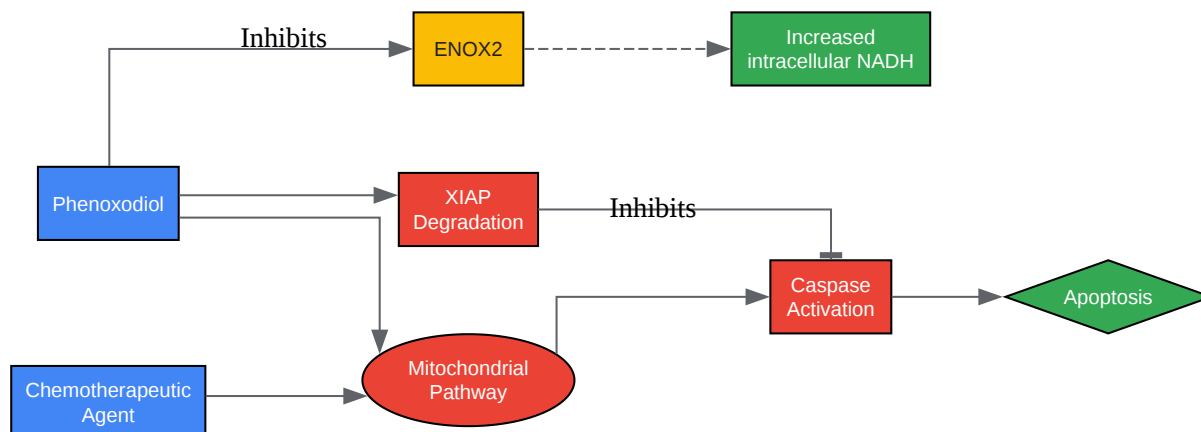 Inhibits
ENOX2
Increased
intracellular NADH
Phenoxodiol
XIAP
Degradation
Inhibits
Caspase
Activation
Apoptosis
Mitochondrial
Pathway
Chemotherapeutic
Agent